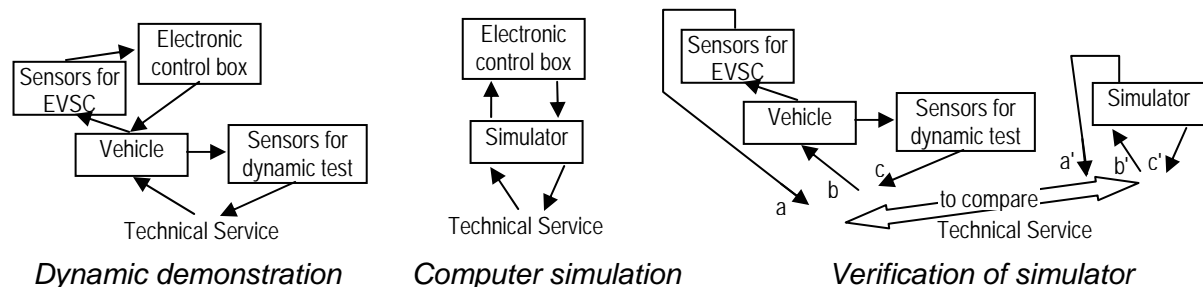 Electronic
control box
Sensors for
EVSC
Vehicle
Sensors for
dynamic test
Technical Service
Dynamic demonstration
Electronic
control box
Simulator
Technical Service
Computer simulation
Sensors for
EVSC
Vehicle
Sensors for
dynamic test
Simulator
a
b
c
a'
b'
c'
to compare
Technical Service
Verification of simulator